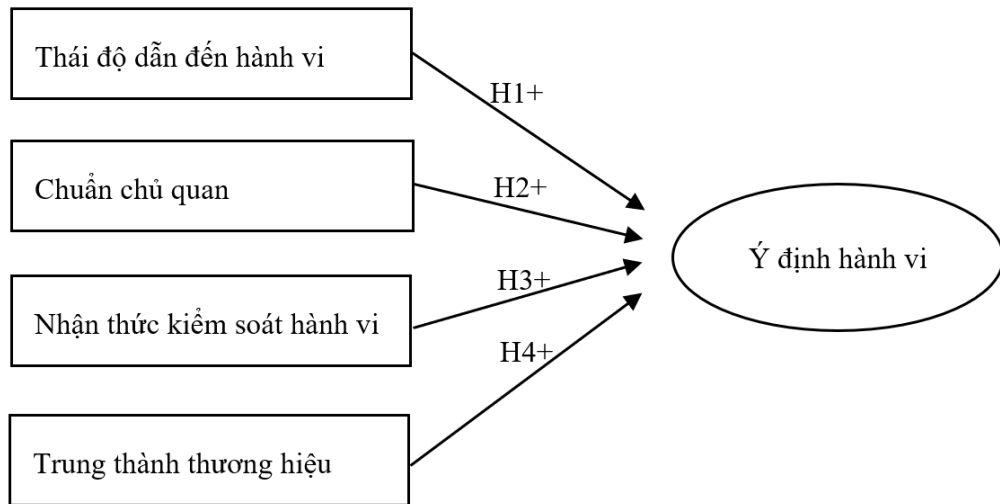 Thái độ dẫn đến hành vi
H1+
Chuẩn chủ quan
H2+
Ý định hành vi
H3+
Nhận thức kiểm soát hành vi
H4+
Trung thành thương hiệu